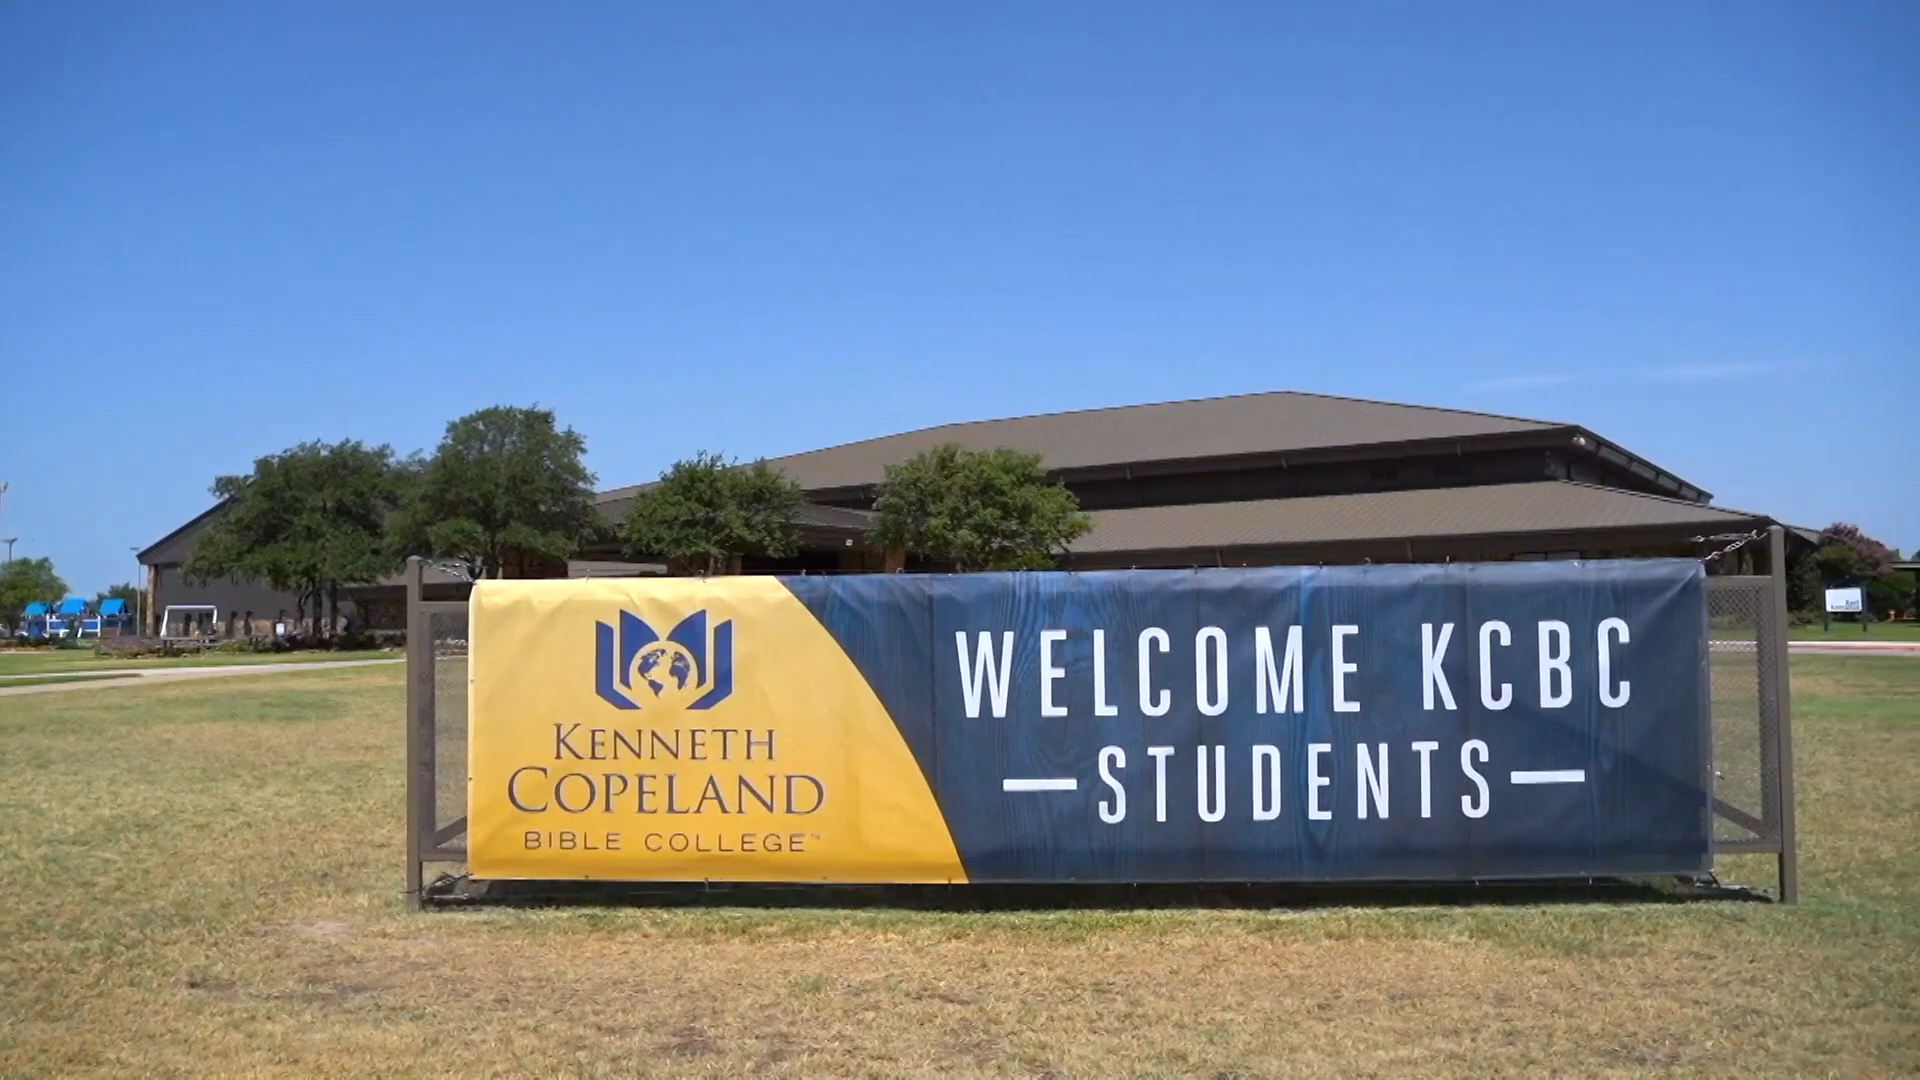 KENNETH
COPELAND
BIBLE COLLEGE™
WELCOME KCBC
STUDENTS